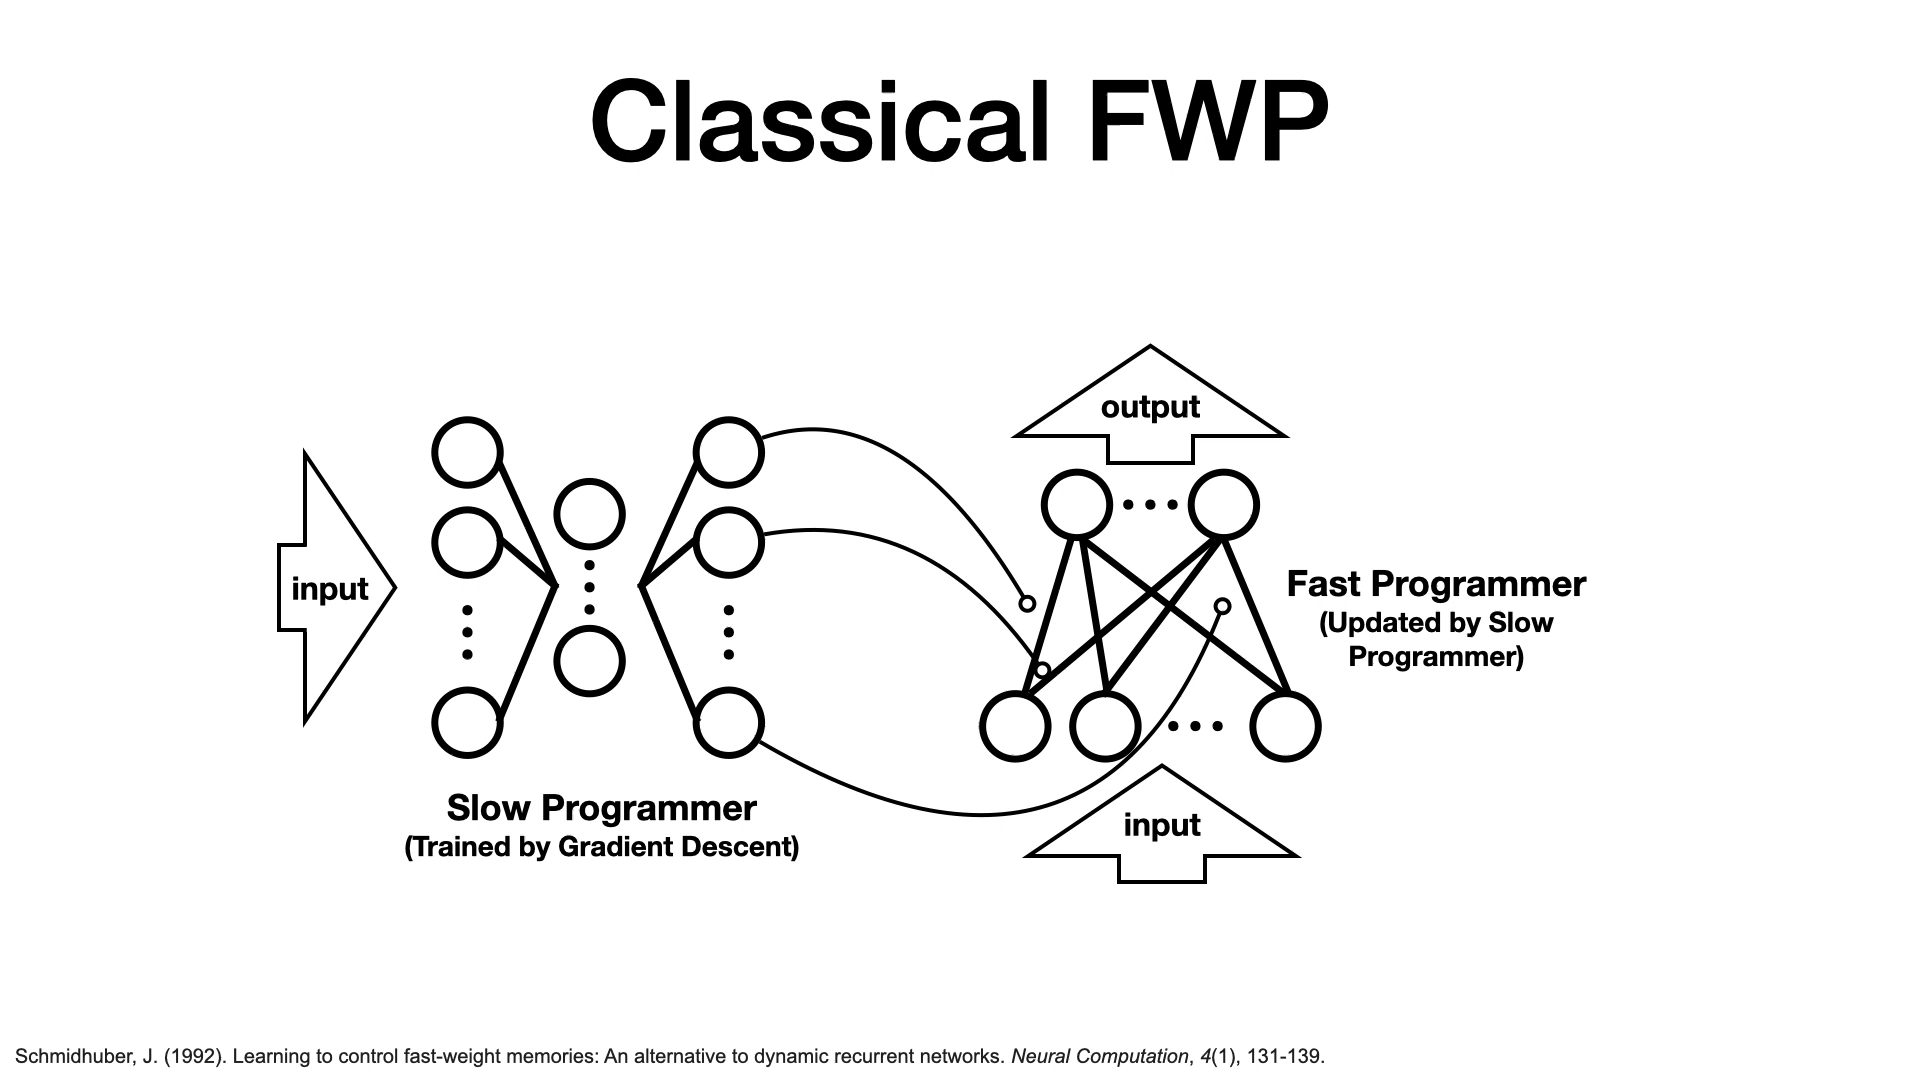 Classical FWP
output
input
Fast Programmer
(Updated by Slow
Programmer)
Slow Programmer
(Trained by Gradient Descent)
input
Schmidhuber, J. (1992). Learning to control fast-weight memories: An alternative to dynamic recurrent networks. Neural Computation, 4(1), 131-139.